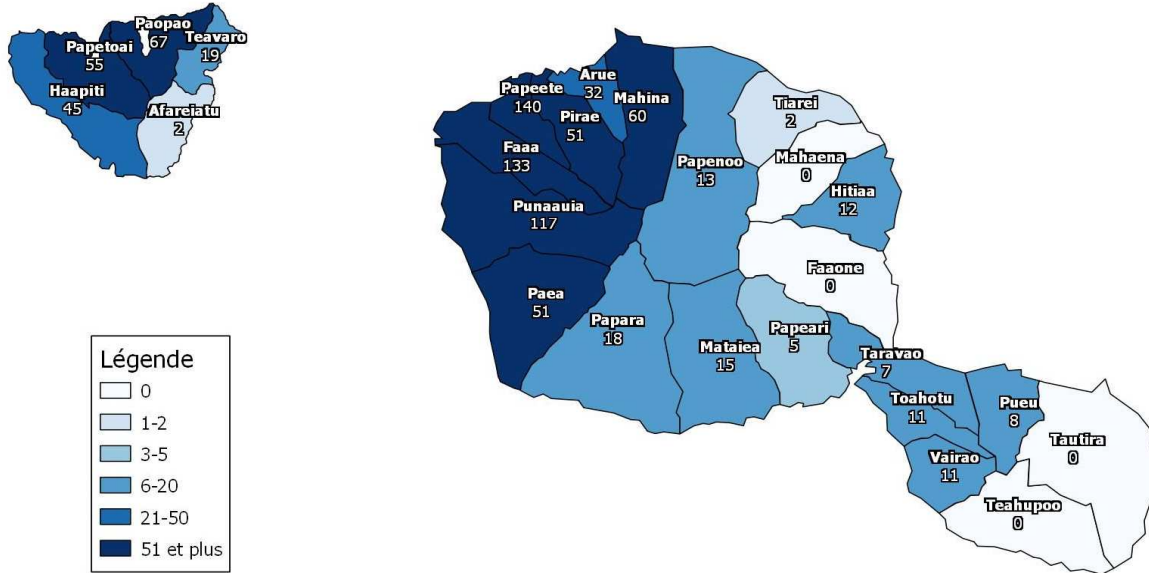 Paopao
67
Teavaro
19
Papetoai
55
Haapiti
45
Afareiatu
2
Arue
32
Papeete
140
Mahina
60
Pirae
51
Tiarei
2
Faaa
133
Papenoo
13
Mahaena
0
Hitiaa
12
Punaauia
117
Faaone
0
Paea
51
Papara
18
Papeari
5
Mataiea
15
Taravao
7
Toahotu
11
Pueu
8
Tautira
0
Vairao
11
Teahupoo
0
Légende
0
1-2
3-5
6-20
21-50
51 et plus